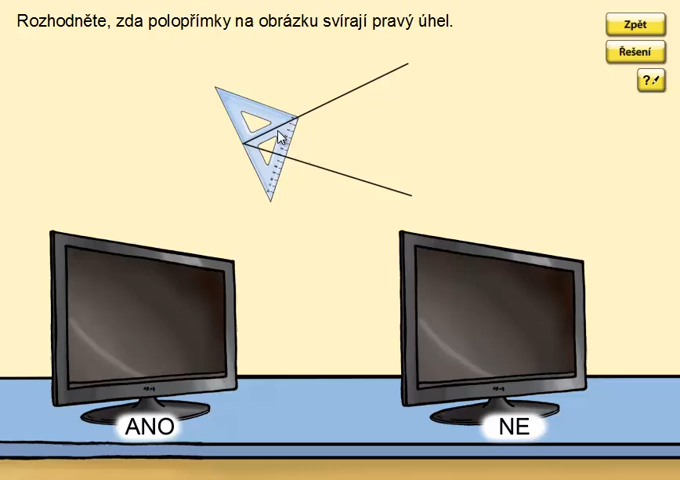 Rozhodněte, zda polopřímky na obrázku svírají pravý úhel.
Zpět
Řešení
?
ANO
NE